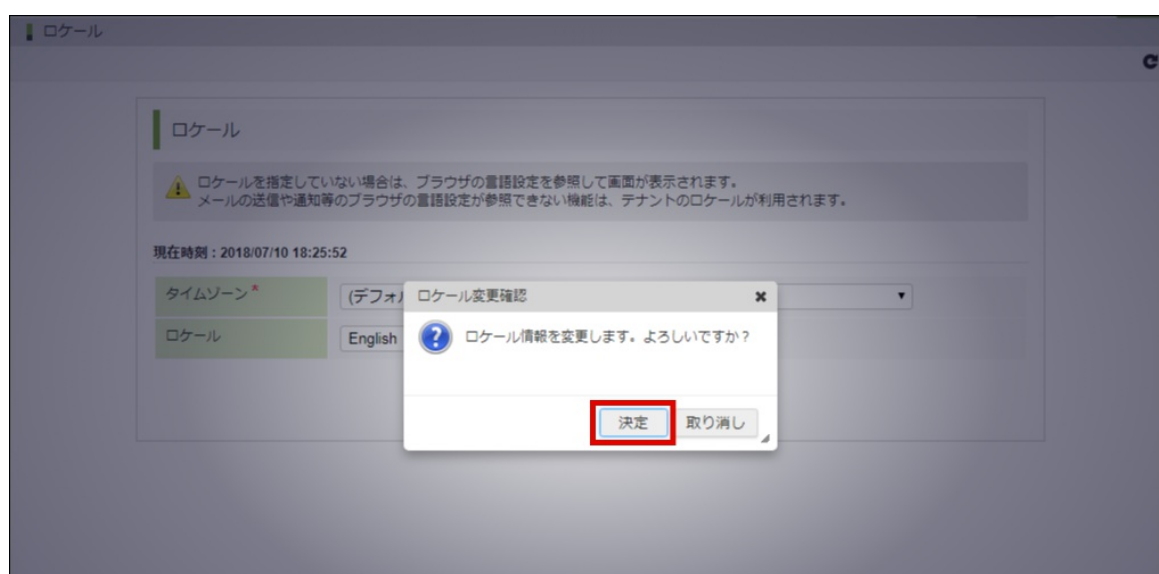 ロケール
ロケール
ロケールを指定していない場合は、ブラウザの言語設定を参照して画面が表示されます。
メールの送信や通知等のブラウザの言語設定が参照できない機能は、テナントのロケールが利用されます。
現在時刻 : 2018/07/10 18:25:52
タイムゾーン *
(デフォル
ロケール変更確認
ロケール
English
ロケール情報を変更します。よろしいですか？
決定
取り消し